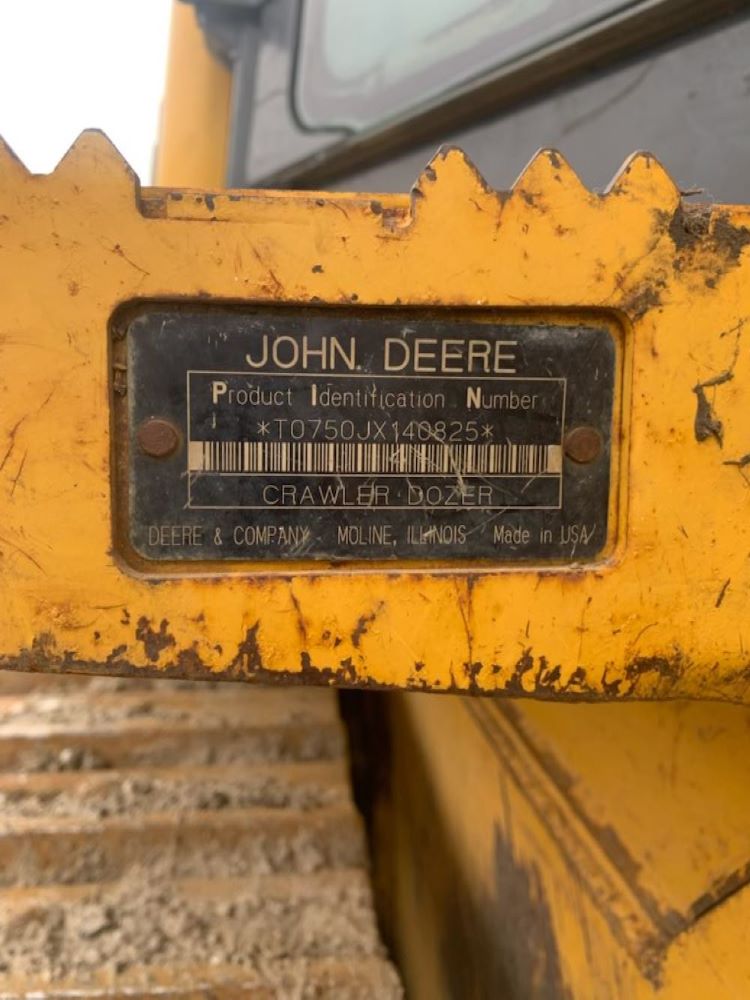 JOHN DEERE
Product Identification Number
*T0750JX140825*
CRAWLER DOZER
DEERE & COMPANY MOLINE, ILLINOIS Made in USA